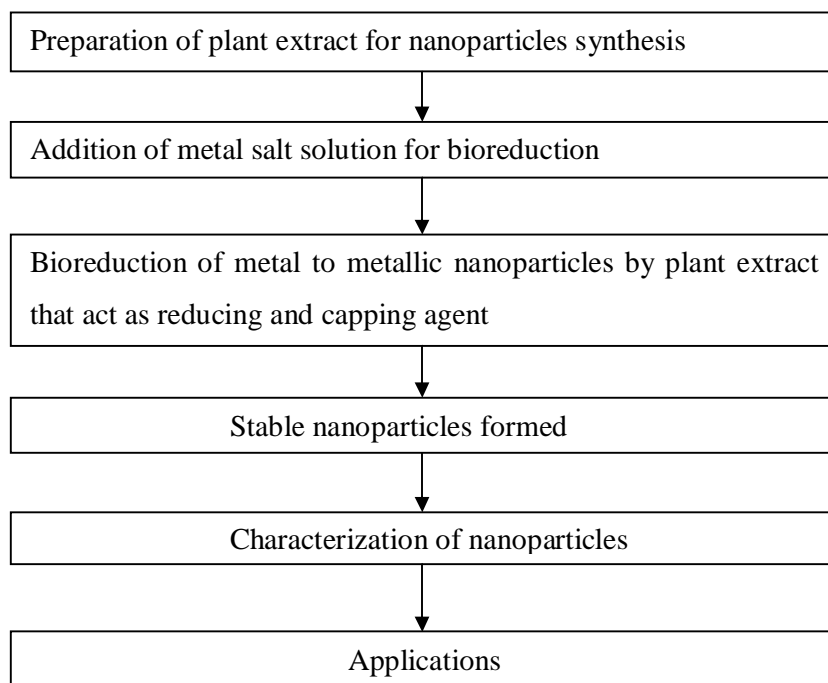 Preparation of plant extract for nanoparticles synthesis
Addition of metal salt solution for bioreduction
Bioreduction of metal to metallic nanoparticles by plant extract
that act as reducing and capping agent
Stable nanoparticles formed
Characterization of nanoparticles
Applications